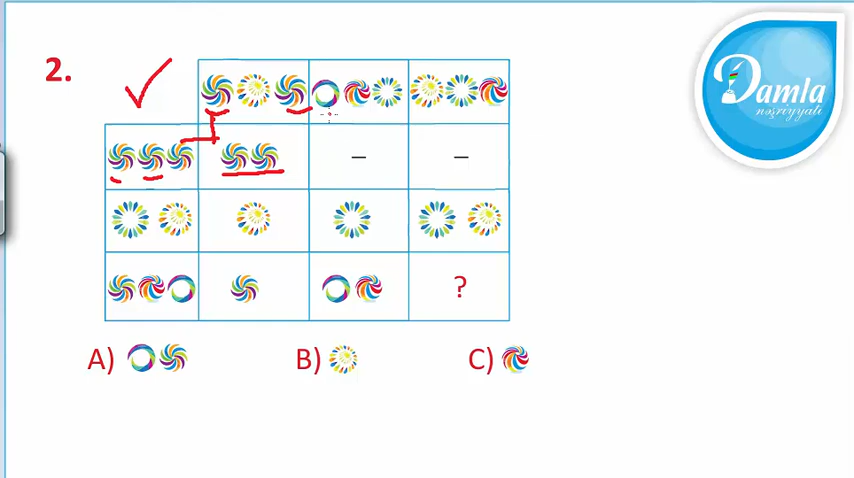 2.
Damla
nəşriyyatı
–
–
?
A)
B)
C)